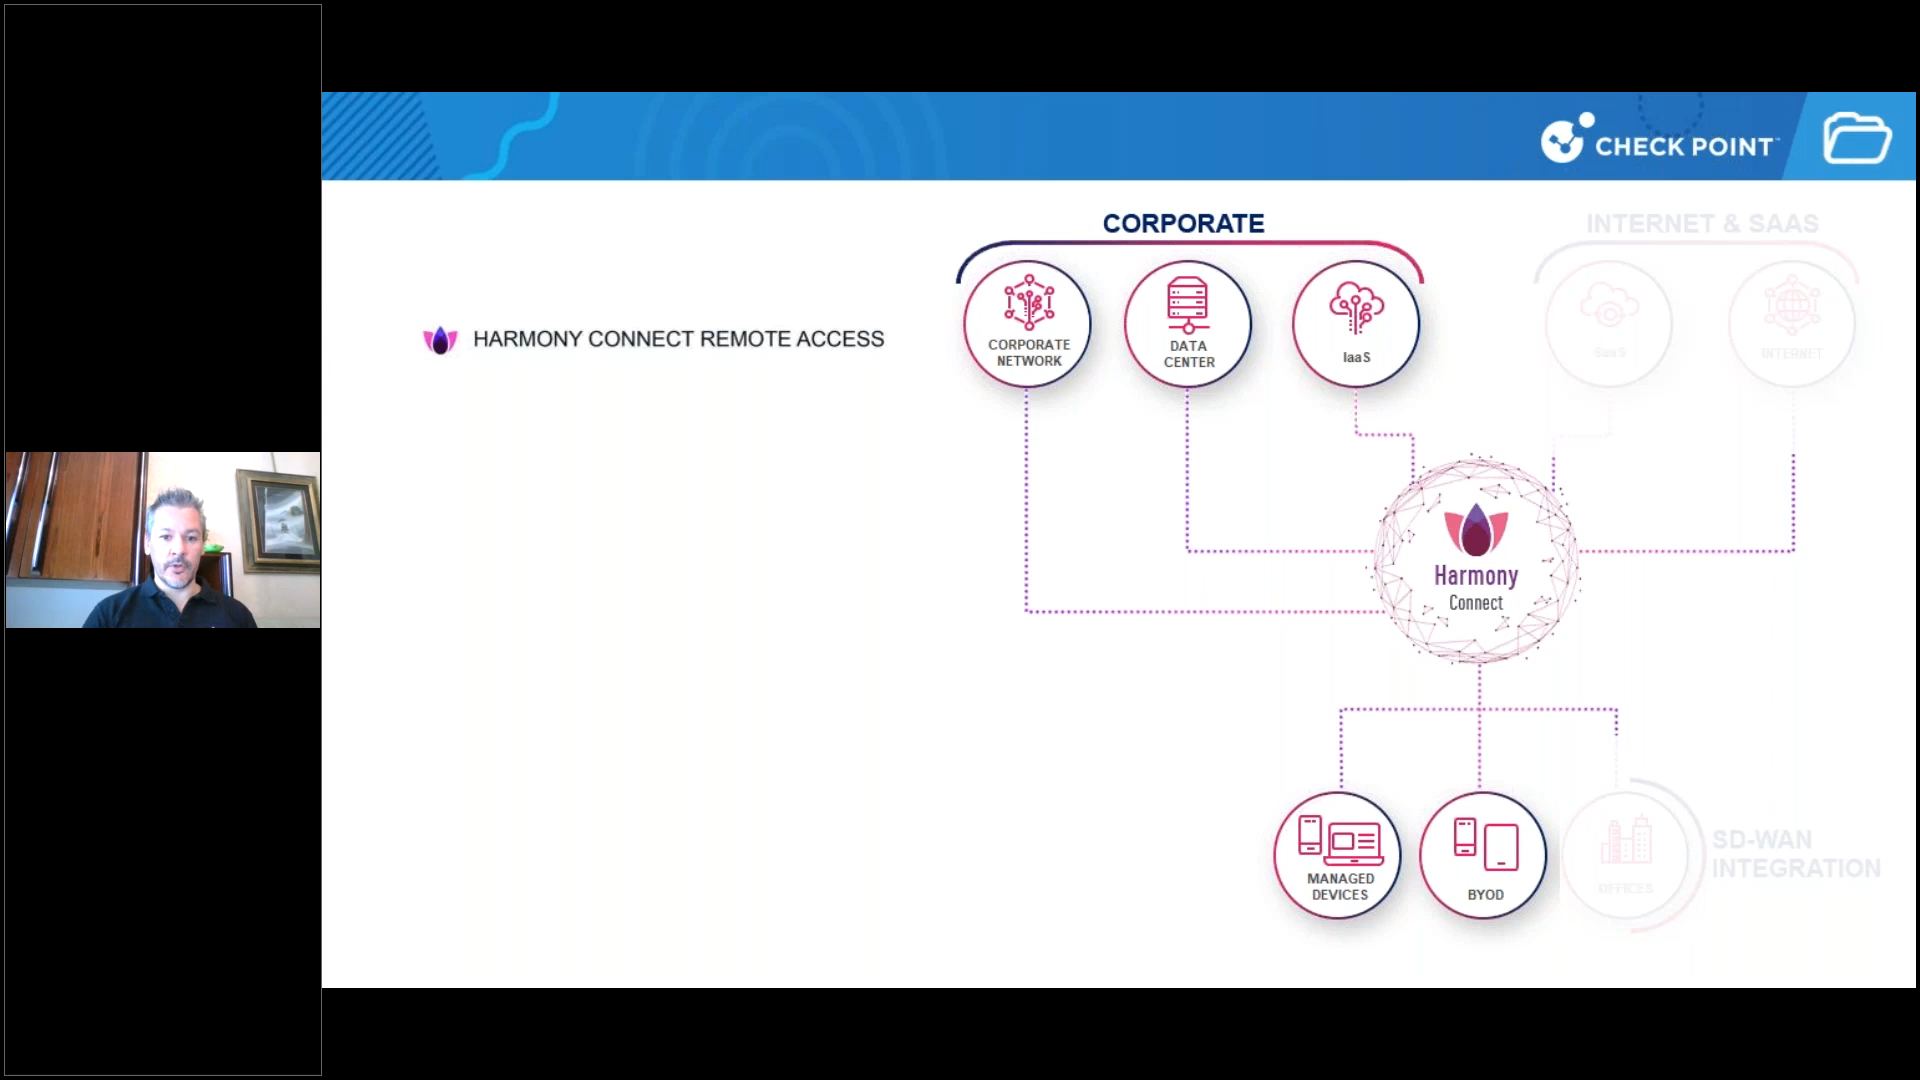 CHECK POINT™
CORPORATE
INTERNET & SAAS
HARMONY CONNECT REMOTE ACCESS
CORPORATE
NETWORK
DATA
CENTER
IaaS
SaaS
INTERNET
Harmony
Connect
MANAGED
DEVICES
BYOD
OFFICES
SD-WAN
INTEGRATION